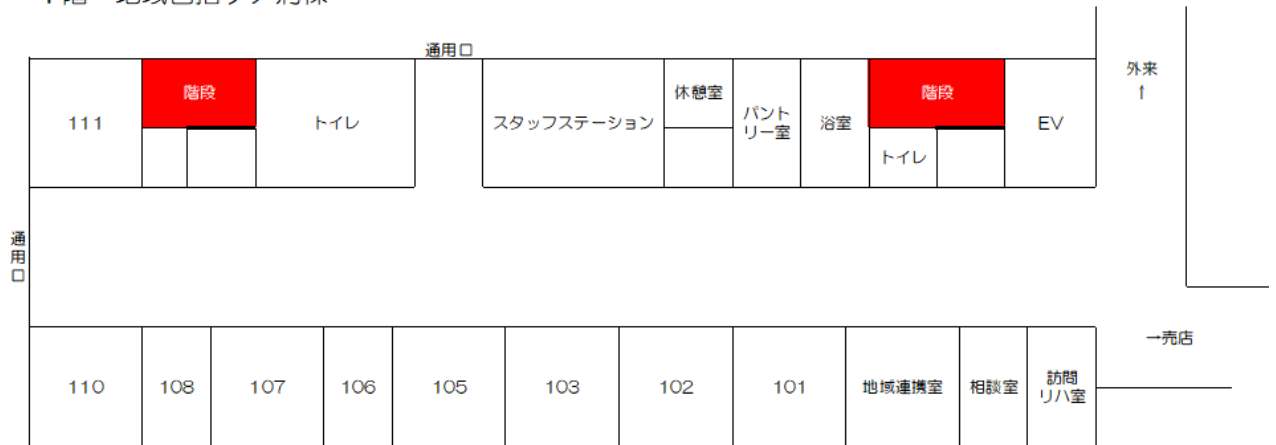 通用口
外来
↑
111
階段
トイレ
スタッフステーション
休憩室
パント
リー室
浴室
階段
トイレ
EV
通
用
口
→売店
110
108
107
106
105
103
102
101
地域連携室
相談室
訪問
リハ室